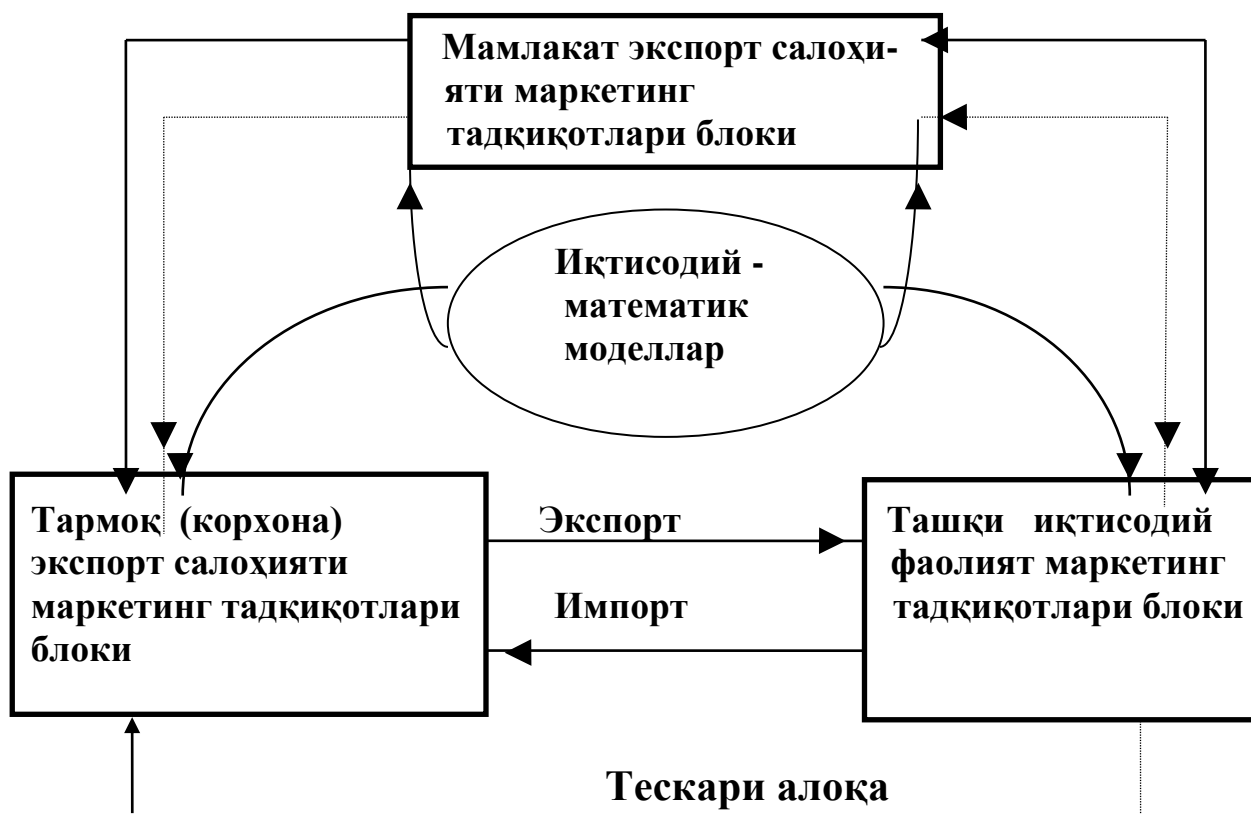 Мамлакат экспорт салоҳи-
яти маркетинг
тадқиқотлари блоки
Иқтисодий -
математик
моделлар
Тармоқ (корхона)
экспорт салоҳияти
маркетинг тадқиқотлари
блоки
Экспорт
Импорт
Ташқи иқтисодий
фаолият маркетинг
тадқиқотлари блоки
Тескари алоқа